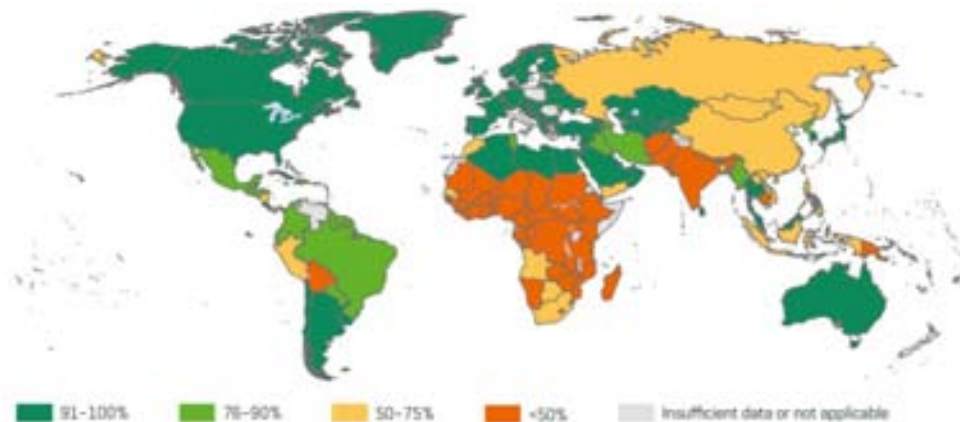 91-100%
76-90%
50-75%
<50%
Insufficient data or not applicable